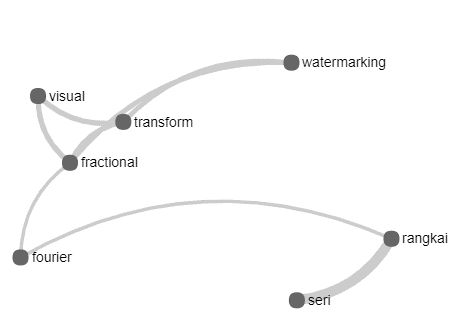 watermarking
visual
transform
fractional
rangkai
fourier
seri